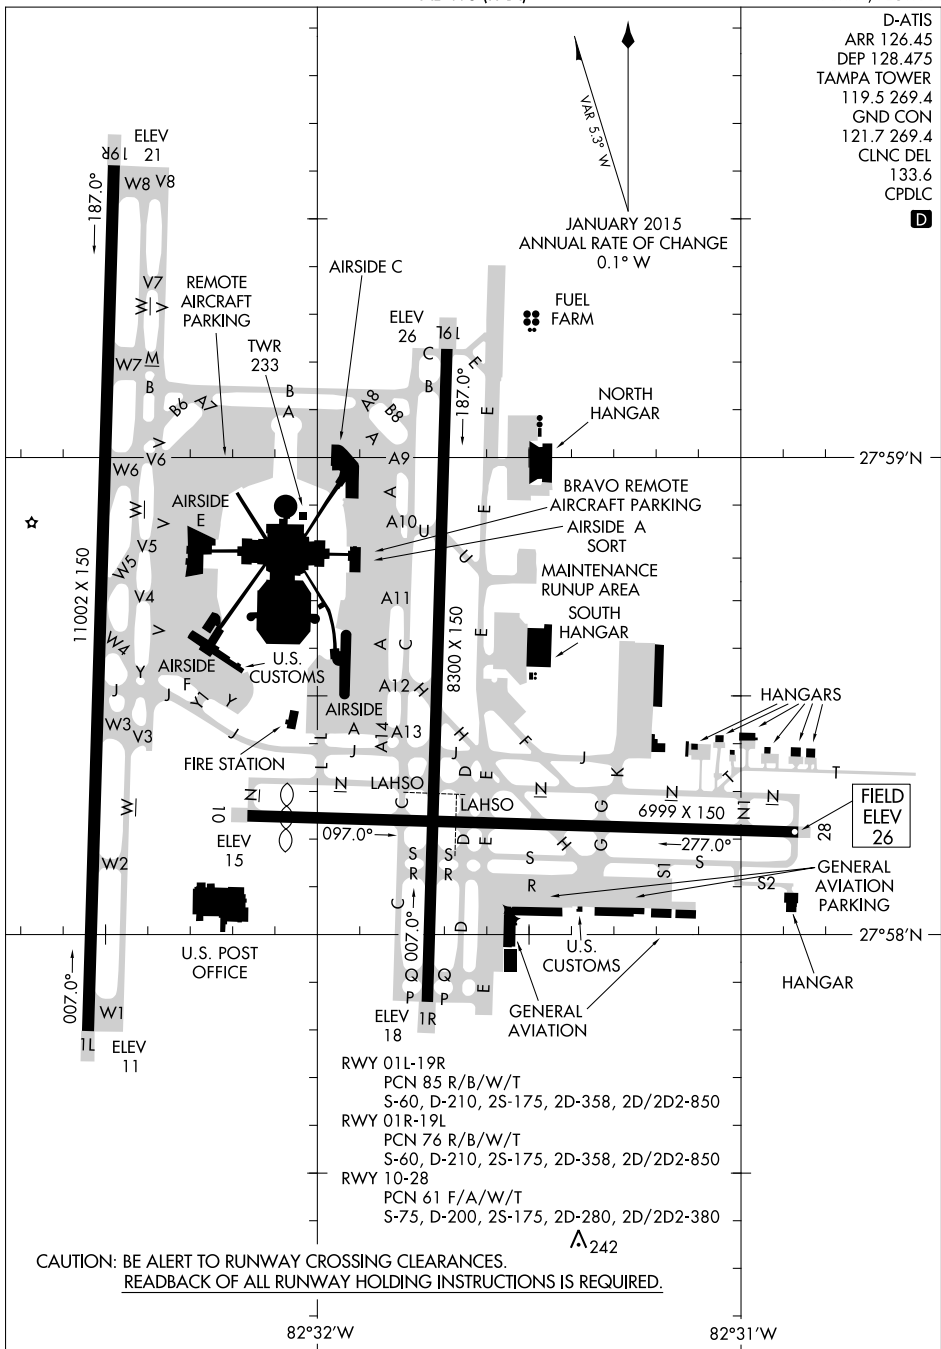 D-ATIS
ARR 126.45
DEP 128.475
TAMPA TOWER
119.5 269.4
GND CON
121.7 269.4
CLNC DEL
133.6
CPDLC
D
VAR 5.3° W
JANUARY 2015
ANNUAL RATE OF CHANGE
0.1° W
19R
ELEV
21
187.0°
W8 V8
V7
W
V
REMOTE
AIRCRAFT
PARKING
AIRSIDE C
TWR
233
ELEV
26
19L
FUEL
FARM
W7 M
B
B6 A7
B
A
A8 B8
A
C
B
E
187.0°
E
NORTH
HANGAR
V
V6
W6
A9
27°59'N
W
V
AIRSIDE
E
A
A10
U
U
E
BRAVO REMOTE
AIRCRAFT PARKING
AIRSIDE A
SORT
V5
W5
V4
V
W4
11002 X 150
A11
A
C
8300 X 150
E
MAINTENANCE
RUNUP AREA
SOUTH
HANGAR
U.S.
CUSTOMS
AIRSIDE
F
Y
J
J
Y1
Y
J
A12
H
HANGARS
W3
V3
FIRE STATION
AIRSIDE
L
A
A14
A13
J
H
J
F
J
K
T
T
L
J
D
E
W
N
N
LAHSO
C
LAHSO
D
E
N
G
N
N
N
6999 X 150
FIELD
ELEV
26
10
ELEV
15
097.0°
H
G
277.0°
28
W2
S
R
S
R
S
R
S1
S
S2
GENERAL
AVIATION
PARKING
C
007.0°
D
U.S. POST
OFFICE
U.S.
CUSTOMS
27°58'N
HANGAR
007.0°
W1
1L
ELEV
11
Q
P
Q
P
E
ELEV
18
1R
GENERAL
AVIATION
RWY 01L-19R
PCN 85 R/B/W/T
S-60, D-210, 2S-175, 2D-358, 2D/2D2-850
RWY 01R-19L
PCN 76 R/B/W/T
S-60, D-210, 2S-175, 2D-358, 2D/2D2-850
RWY 10-28
PCN 61 F/A/W/T
S-75, D-200, 2S-175, 2D-280, 2D/2D2-380
242
CAUTION: BE ALERT TO RUNWAY CROSSING CLEARANCES.
READBACK OF ALL RUNWAY HOLDING INSTRUCTIONS IS REQUIRED.
82°32'W
82°31'W